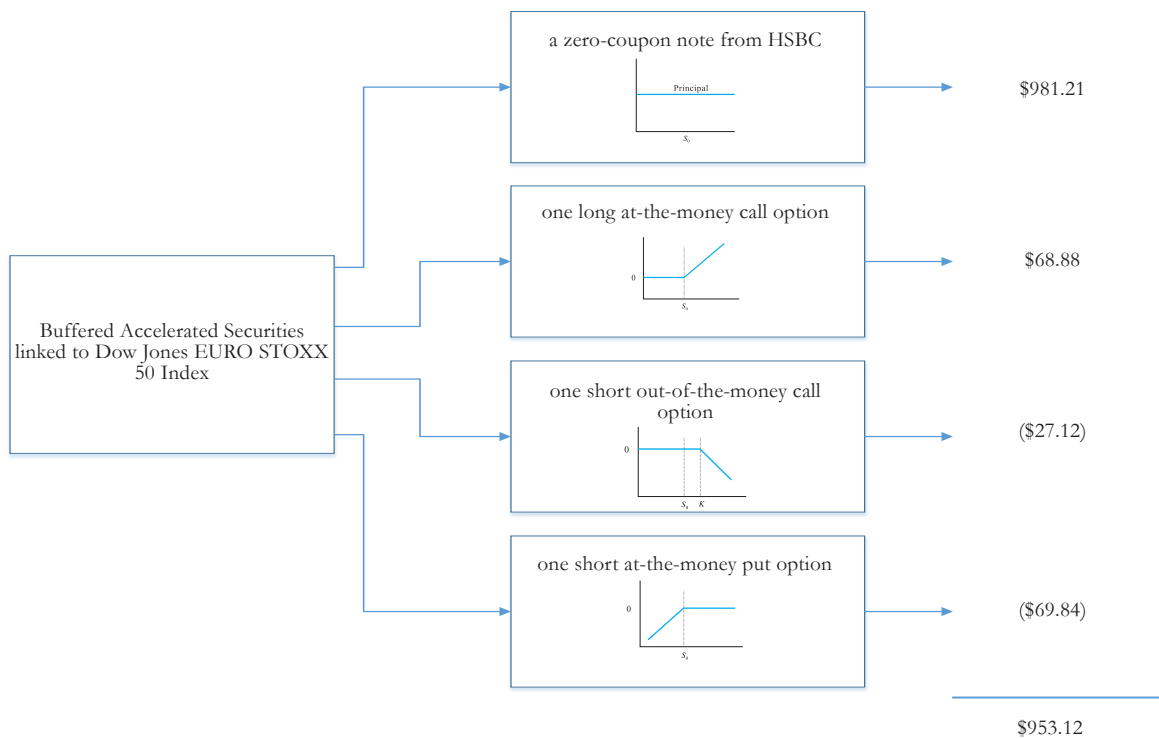 a zero-coupon note from HSBC
Principal
S₀
$981.21
one long at-the-money call option
0
S₀
$68.88
Buffered Accelerated Securities
linked to Dow Jones EURO STOXX
50 Index
one short out-of-the-money call
option
0
S₀ K
($27.12)
one short at-the-money put option
0
S₀
($69.84)
$953.12